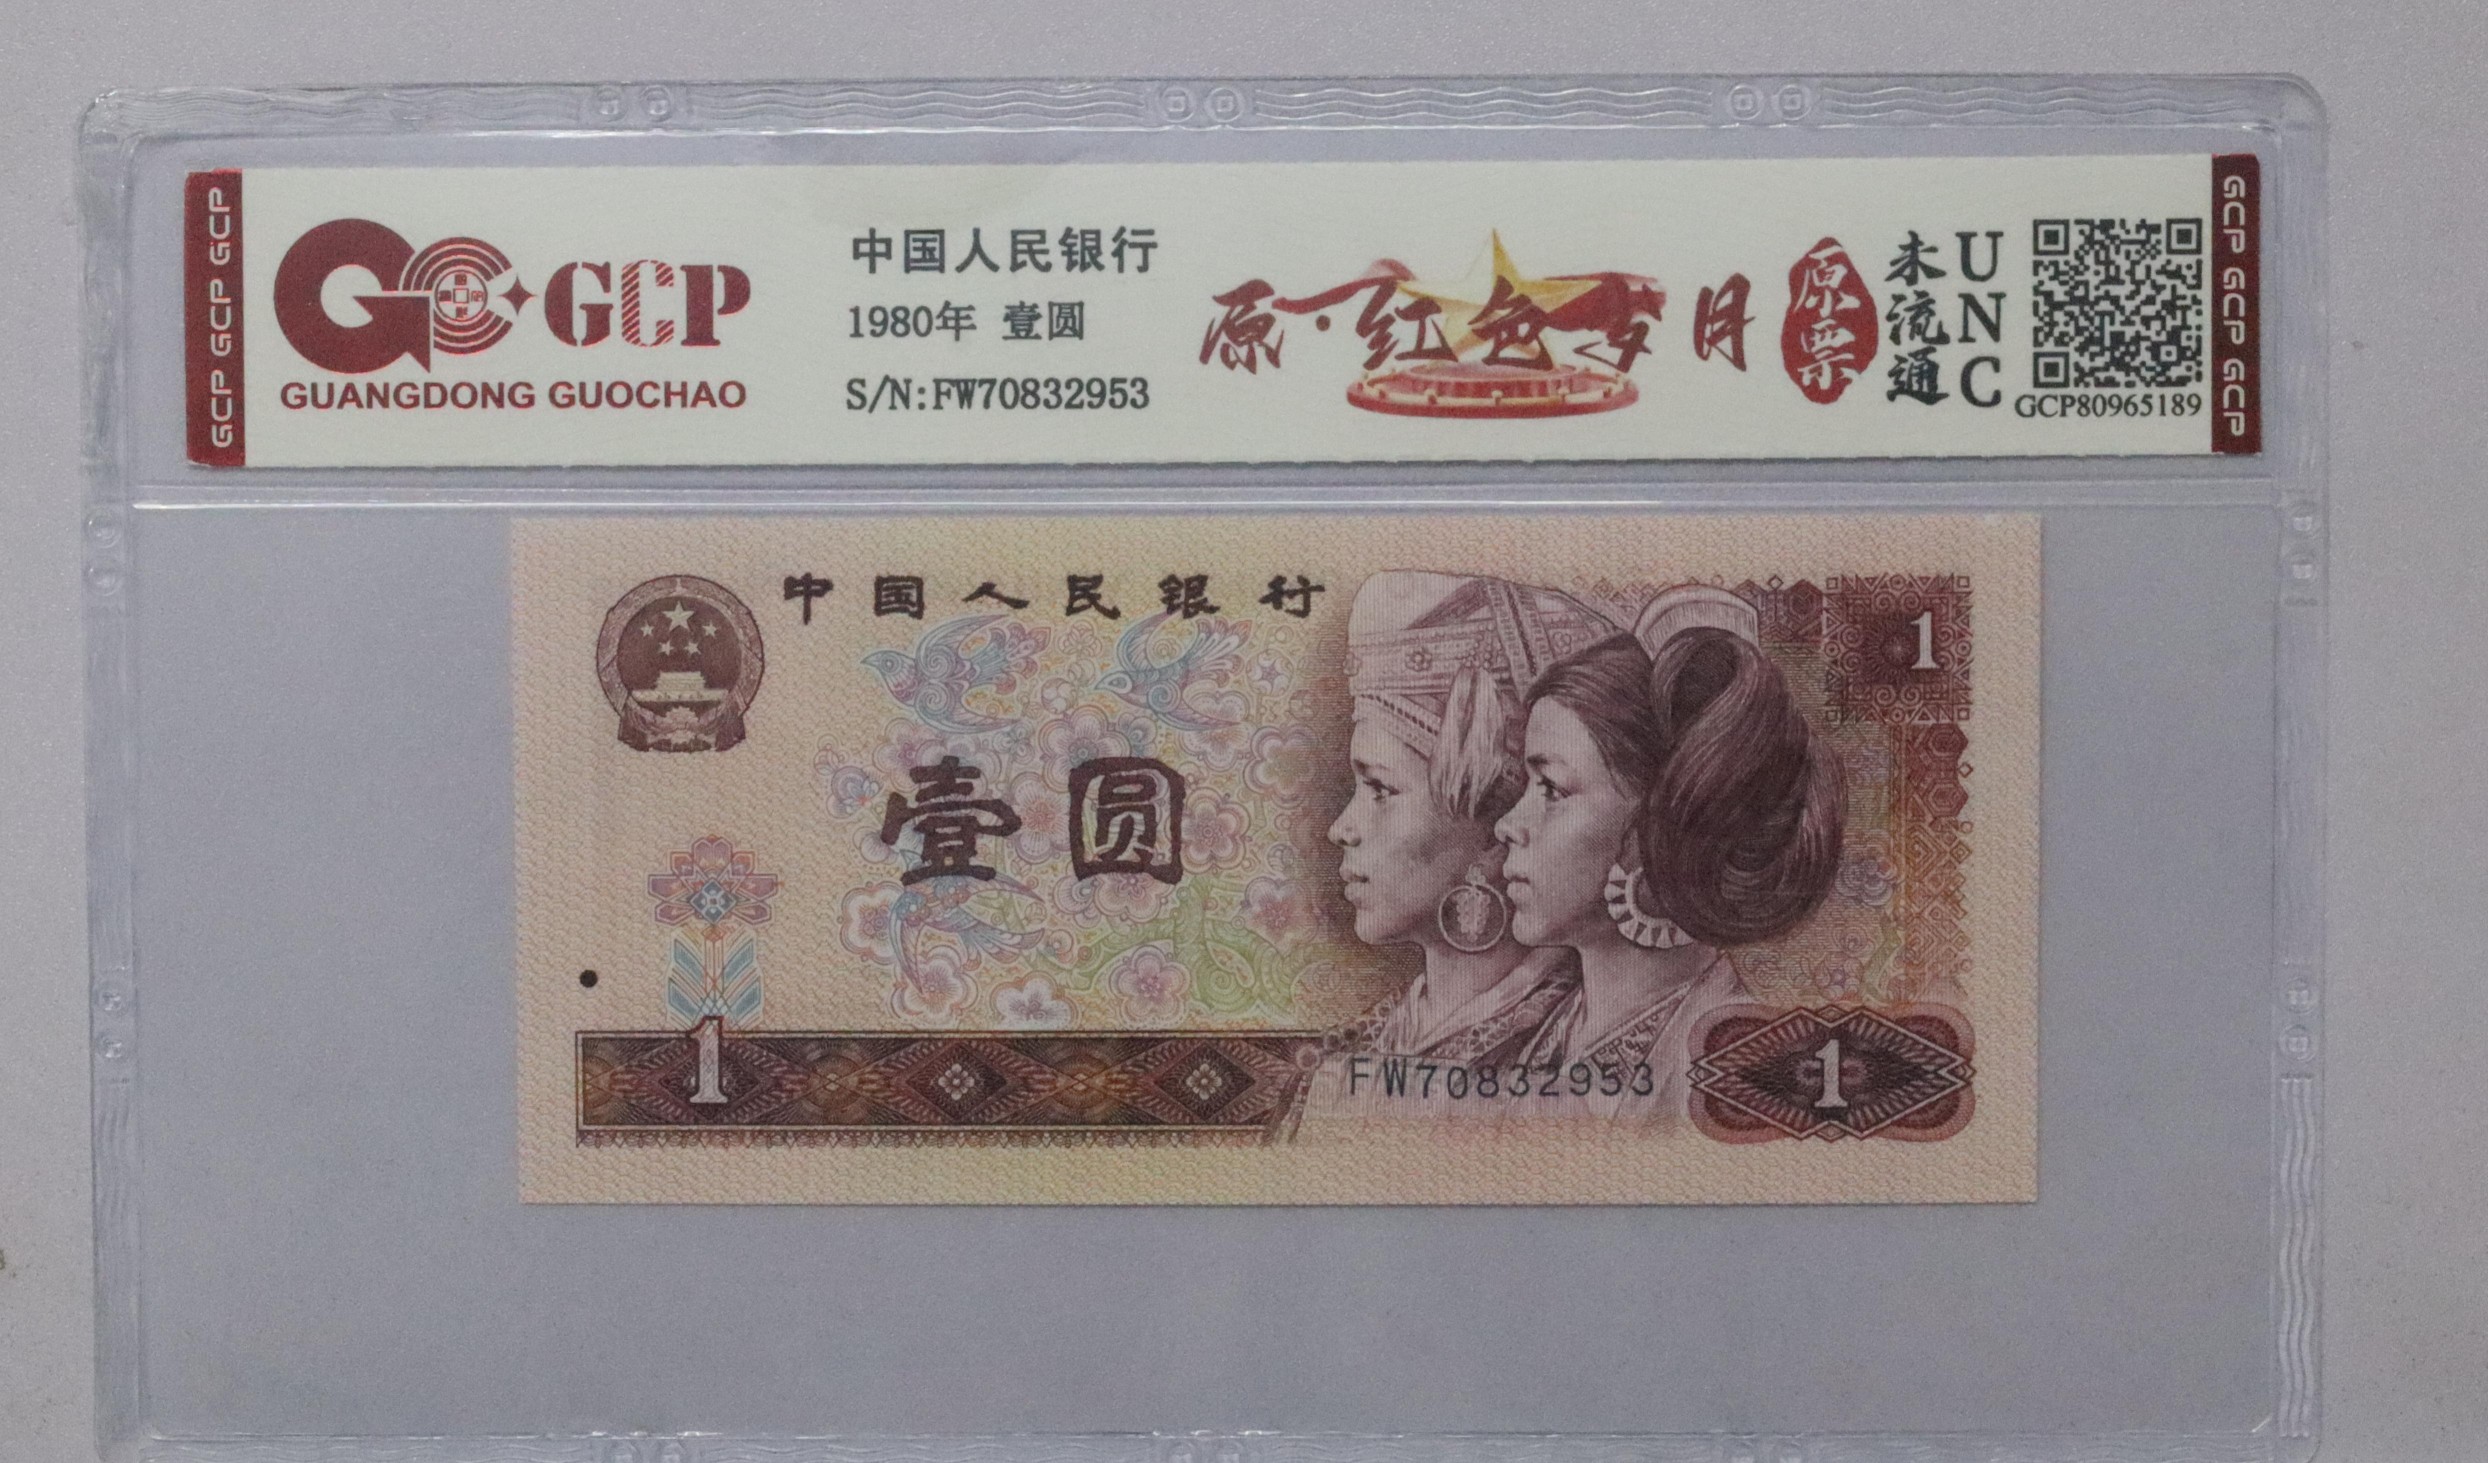 GCP GCP GCP
GCP
GUANGDONG GUOCHAO
中国人民银行
1980年 壹圆
S/N:FW70832953
原·红色岁月
原票
未流通
UNC
GCP80965189
GCP GCP GCP
中国人民银行
1
壹圆
1
FW70832953
1